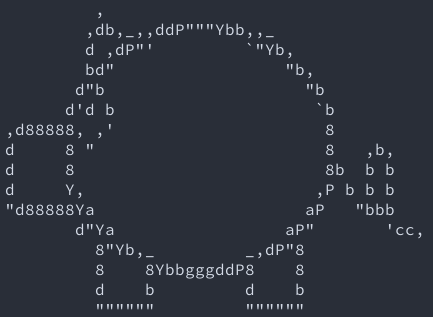 ,
        ,db,_,,ddP"""Ybb,,_
        d ,dP"'         `"Yb,
        bd"                 "b,
       d"b                    "b
      d'd b                    `b
,d88888, ,'                     8
d     8 "                       8   ,b,
d     8                         8b  b b
d     Y,                       ,P b b b
"d88888Ya                     aP   "bbb
       d"Ya                 aP"       'cc,
         8"Yb,_         _,dP"8
         8    8YbbgggddP8    8
         d    b         d    b
         """"""         """"""